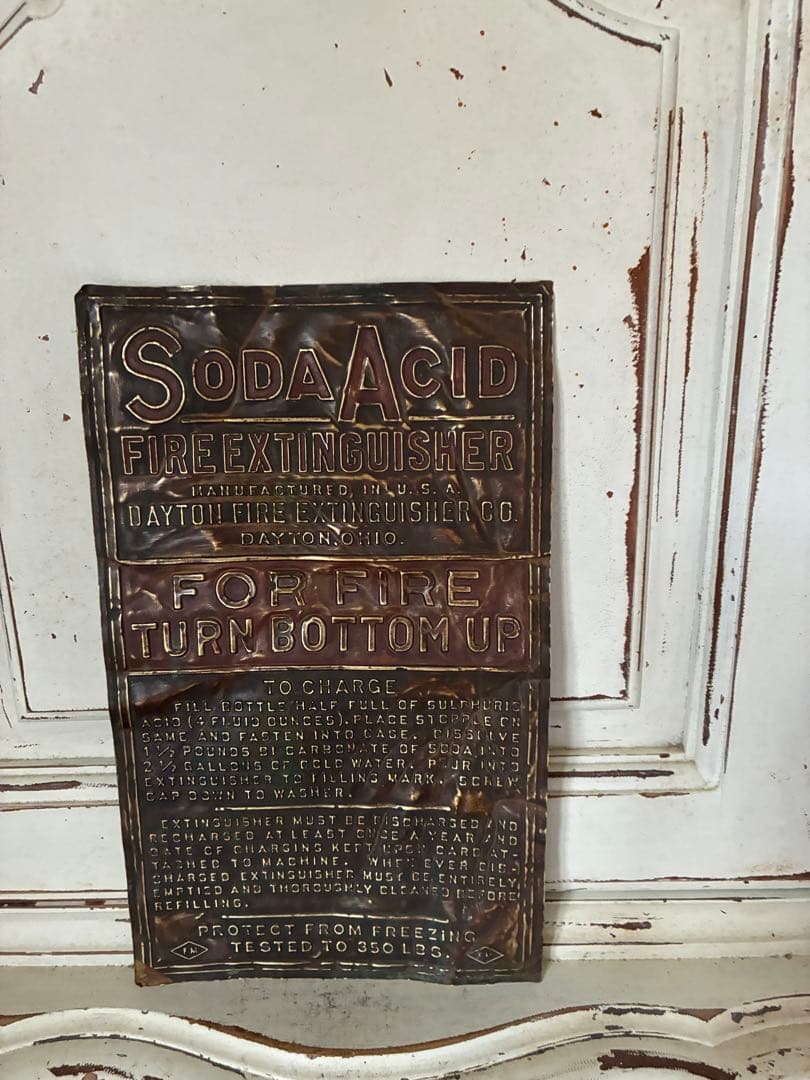 SODA ACID
FIRE EXTINGUISHER
MANUFACTURED, IN U.S.A.
DAYTON FIRE EXTINGUISHER CO.
DAYTON, OHIO.
FOR FIRE
TURN BOTTOM UP
TO CHARGE
FILL BOTTLE HALF FULL OF SULPHURIC
ACID (4 FLUID OUNCES). PLACE STOPPLE ON
SAME AND FASTEN INTO CAGE. DISSOLVE
1 1/2 POUNDS BI CARBONATE OF SODA INTO
2 1/2 GALLONS OF COLD WATER. POUR INTO
EXTINGUISHER TO FILLING MARK. SCREW
CAP DOWN TO WASHER.
EXTINGUISHER MUST BE DISCHARGED AND
RECHARGED AT LEAST ONCE A YEAR AND
DATE OF CHARGING KEPT UPON CARD AT-
TACHED TO MACHINE. WHEN EVER DIS-
CHARGED EXTINGUISHER MUST BE ENTIRELY
EMPTIED AND THOROUGHLY CLEANED BEFORE
REFILLING.
PROTECT FROM FREEZING
TESTED TO 350 LBS.